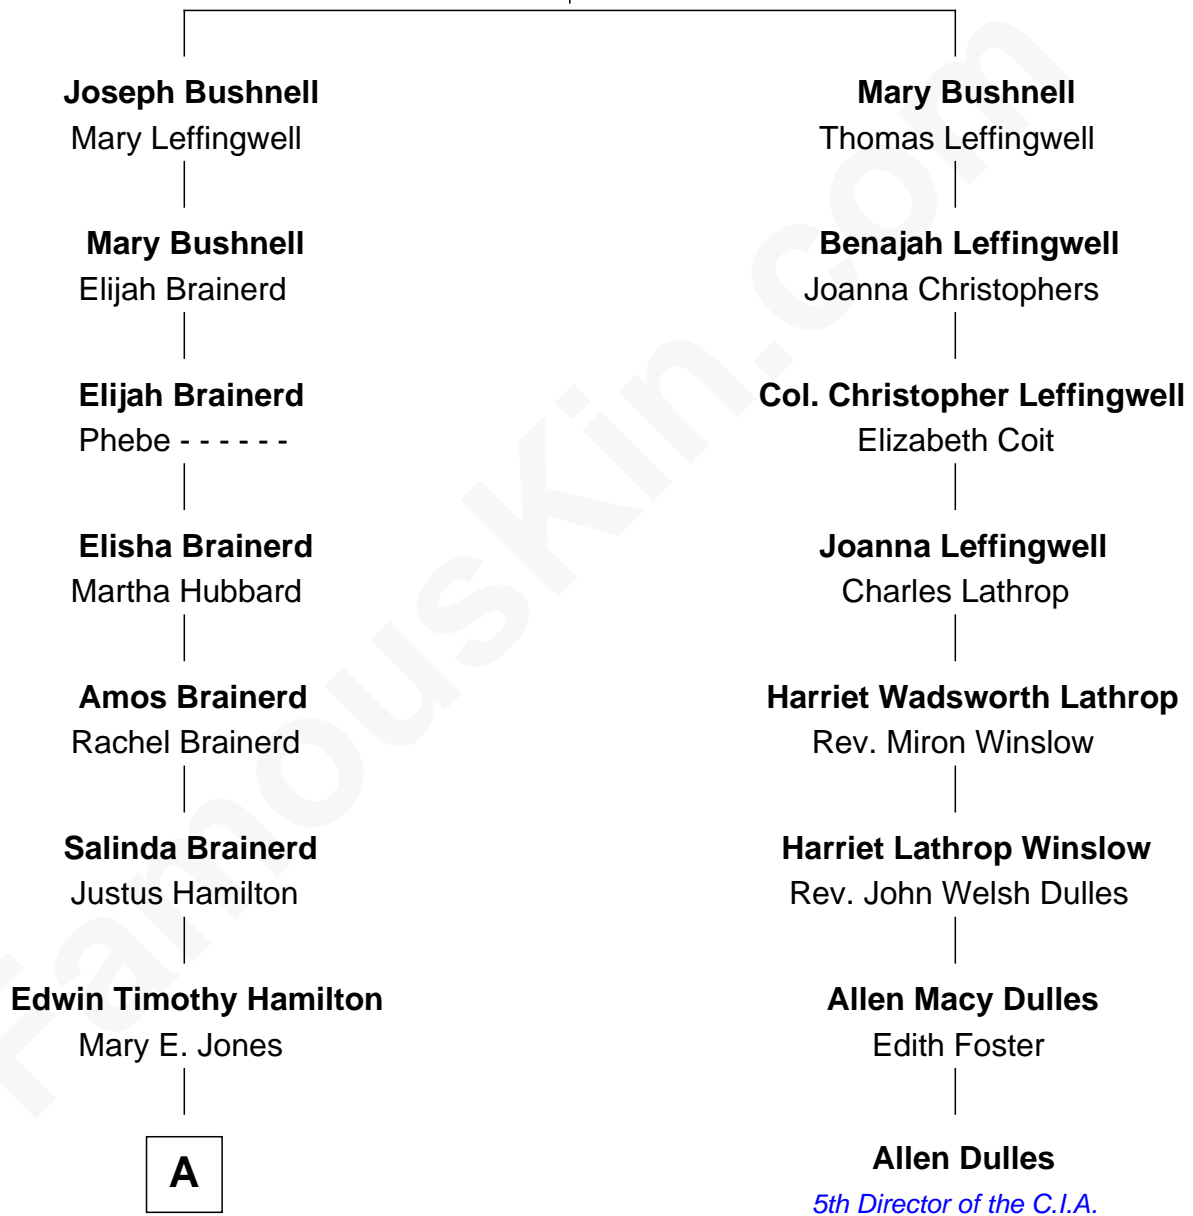 Joseph Bushnell
Mary Leffingwell
Mary Bushnell
Thomas Leffingwell
Mary Bushnell
Elijah Brainerd
Benajah Leffingwell
Joanna Christophers
Elijah Brainerd
Phebe - - - - - -
Col. Christopher Leffingwell
Elizabeth Coit
Elisha Brainerd
Martha Hubbard
Joanna Leffingwell
Charles Lathrop
Amos Brainerd
Rachel Brainerd
Harriet Wadsworth Lathrop
Rev. Miron Winslow
Salinda Brainerd
Justus Hamilton
Harriet Lathrop Winslow
Rev. John Welsh Dulles
Edwin Timothy Hamilton
Mary E. Jones
Allen Macy Dulles
Edith Foster
A
Allen Dulles
5th Director of the C.I.A.
FamousKin.com